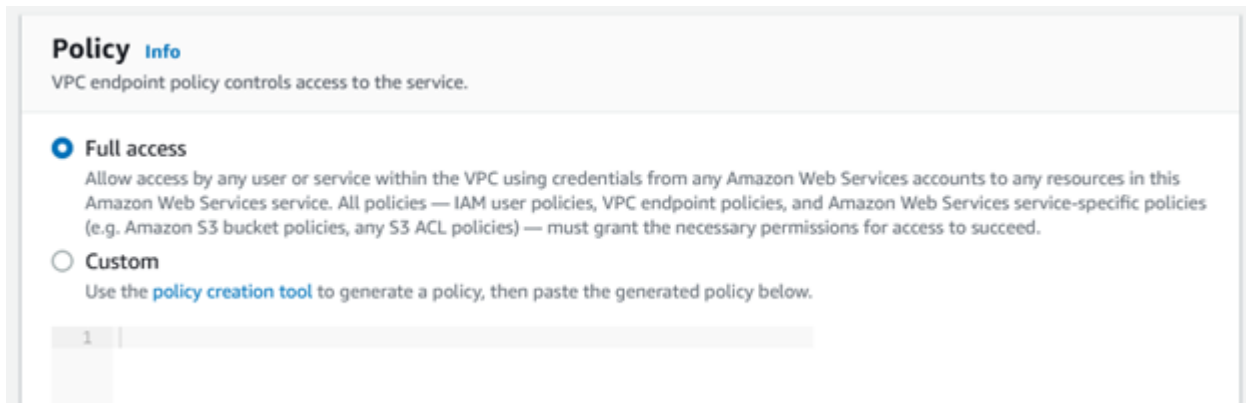 Policy Info
VPC endpoint policy controls access to the service.
Full access
Allow access by any user or service within the VPC using credentials from any Amazon Web Services accounts to any resources in this
Amazon Web Services service. All policies — IAM user policies, VPC endpoint policies, and Amazon Web Services service-specific policies
(e.g. Amazon S3 bucket policies, any S3 ACL policies) — must grant the necessary permissions for access to succeed.
Custom
Use the policy creation tool to generate a policy, then paste the generated policy below.
1